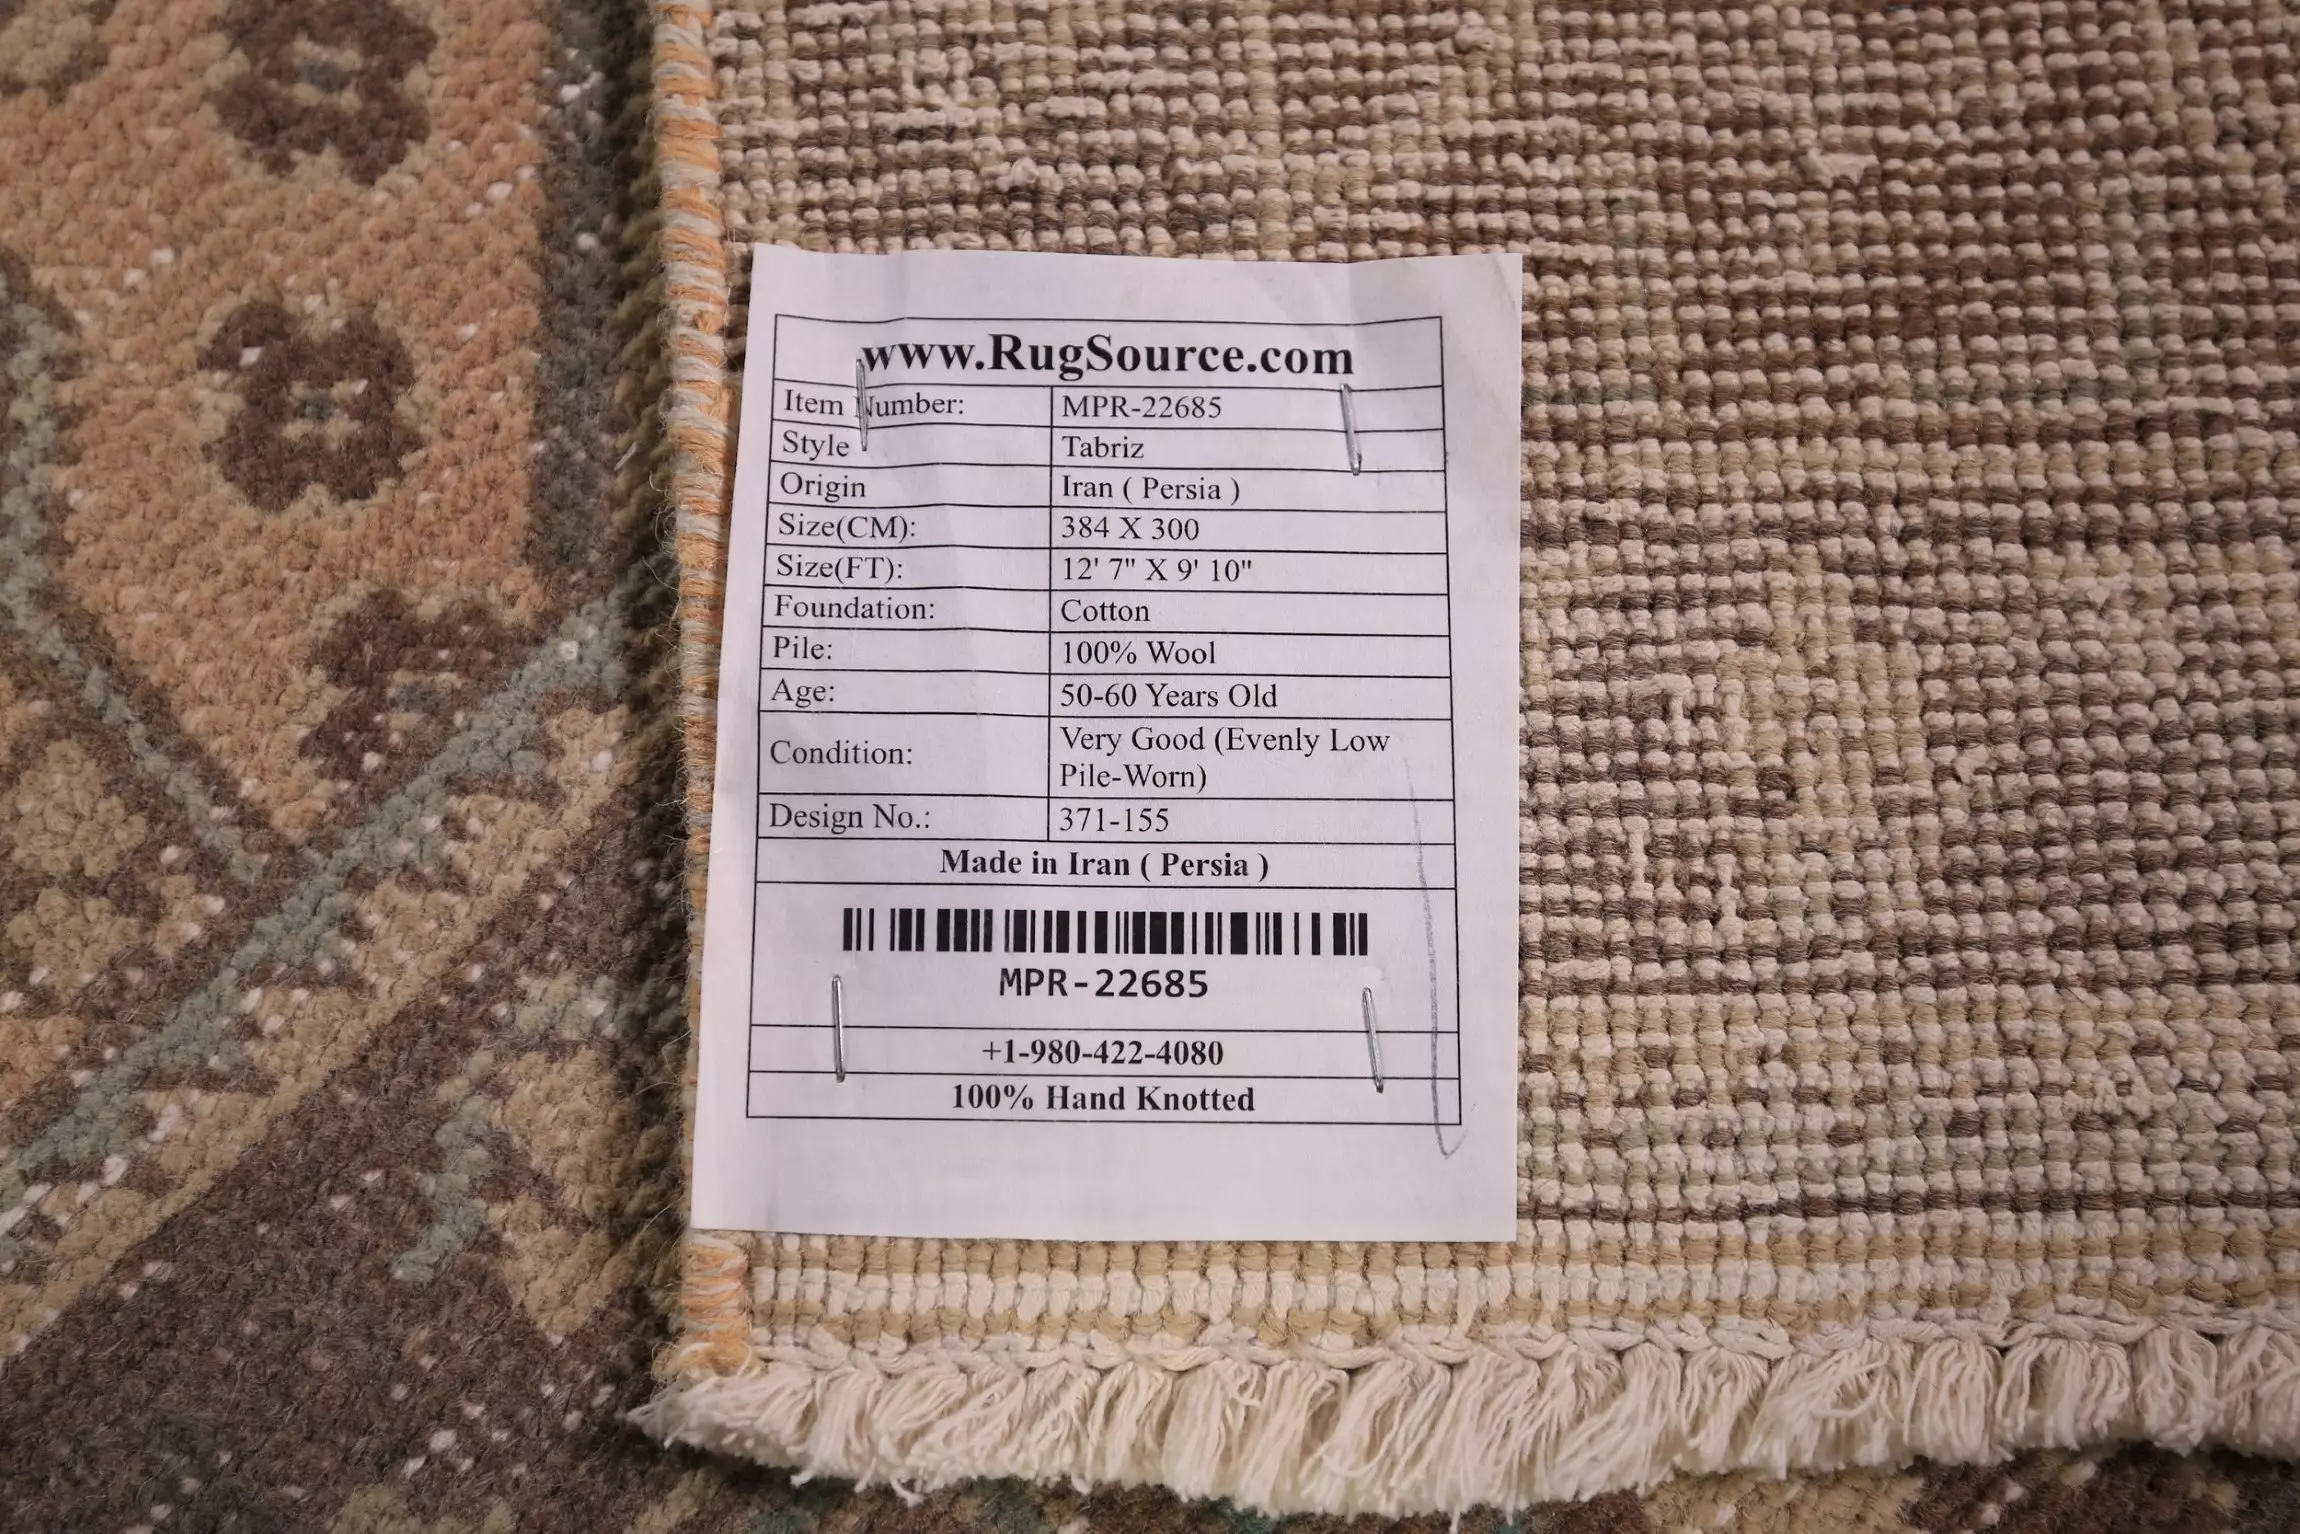 www.RugSource.com
Item Number: MPR-22685
Style Tabriz
Origin Iran ( Persia )
Size(CM): 384 X 300
Size(FT): 12' 7" X 9' 10"
Foundation: Cotton
Pile: 100% Wool
Age: 50-60 Years Old
Condition: Very Good (Evenly Low
Pile-Worn)
Design No.: 371-155
Made in Iran ( Persia )
MPR-22685
+1-980-422-4080
100% Hand Knotted